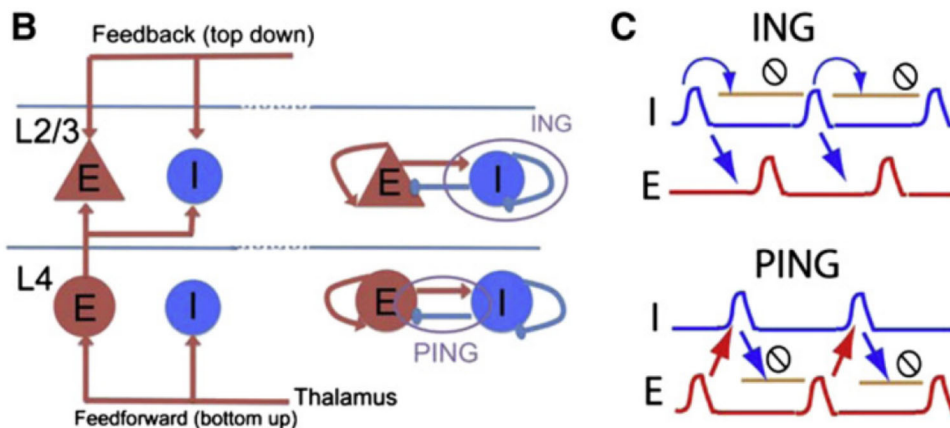 B
Feedback (top down)
L2/3
E
I
ING
E
I
L4
E
I
E
I
PING
Thalamus
Feedforward (bottom up)
C
ING
I
E
PING
I
E